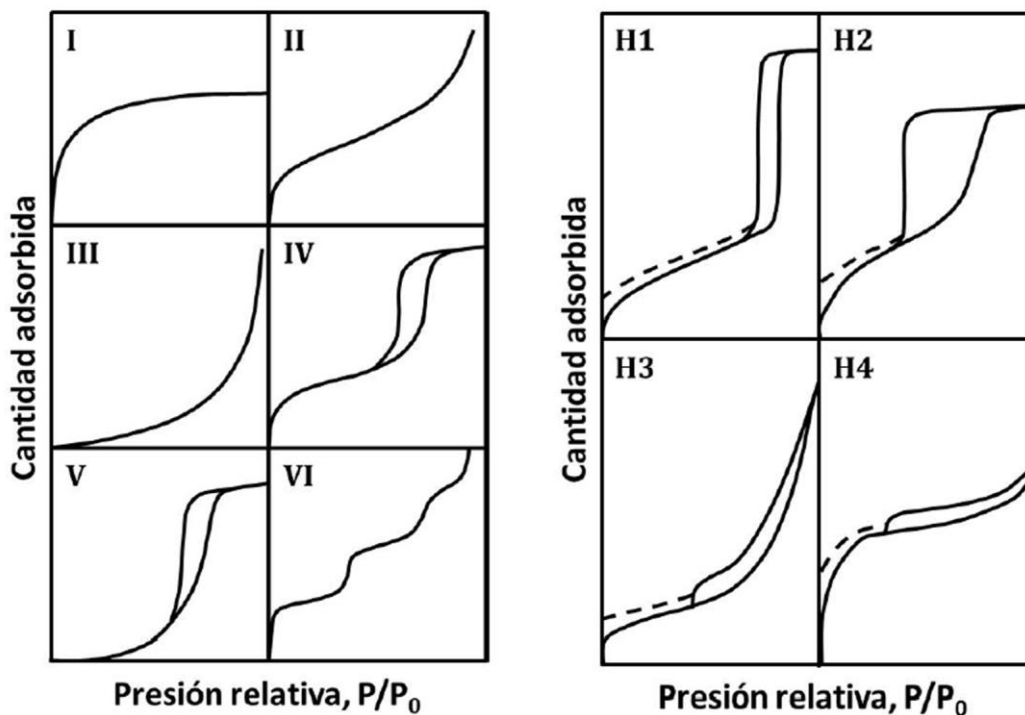 Cantidad adsorbida
I
II
III
IV
V
VI
Presión relativa, P/P₀
Cantidad adsorbida
H1
H2
H3
H4
Presión relativa, P/P₀